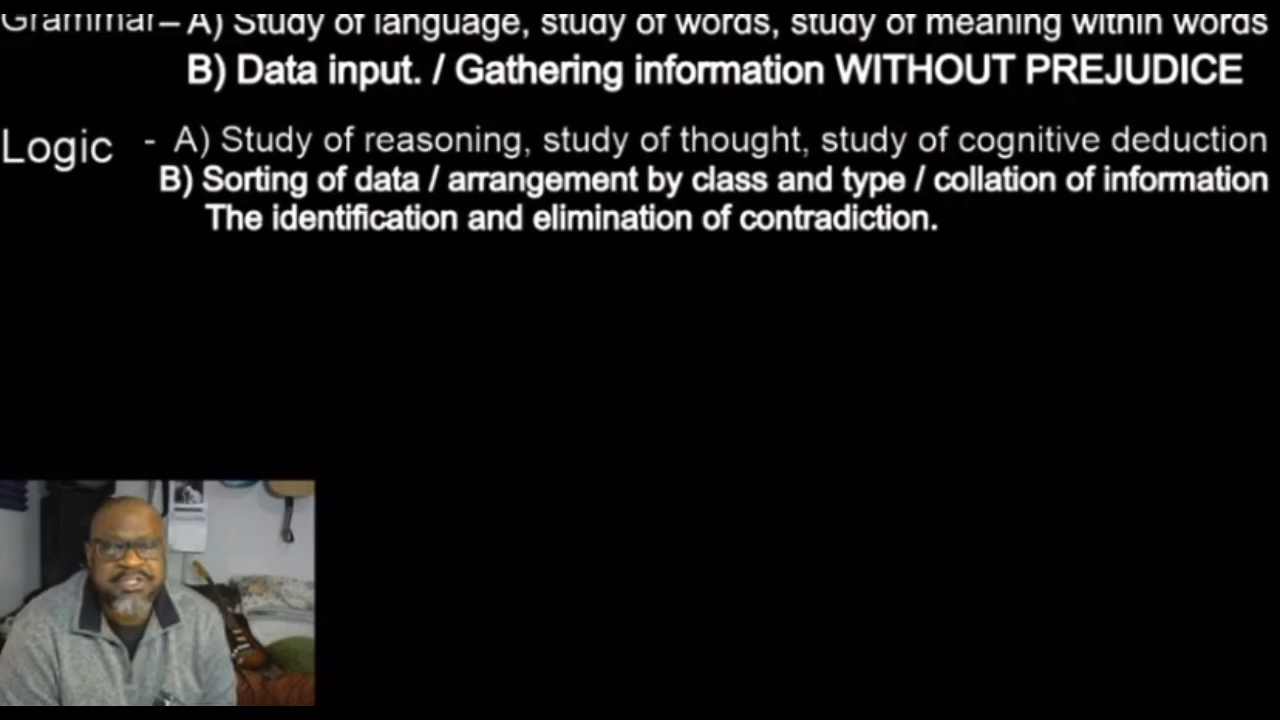 Grammar – A) Study of language, study of words, study of meaning within words
B) Data input. / Gathering information WITHOUT PREJUDICE
Logic - A) Study of reasoning, study of thought, study of cognitive deduction
B) Sorting of data / arrangement by class and type / collation of information
The identification and elimination of contradiction.